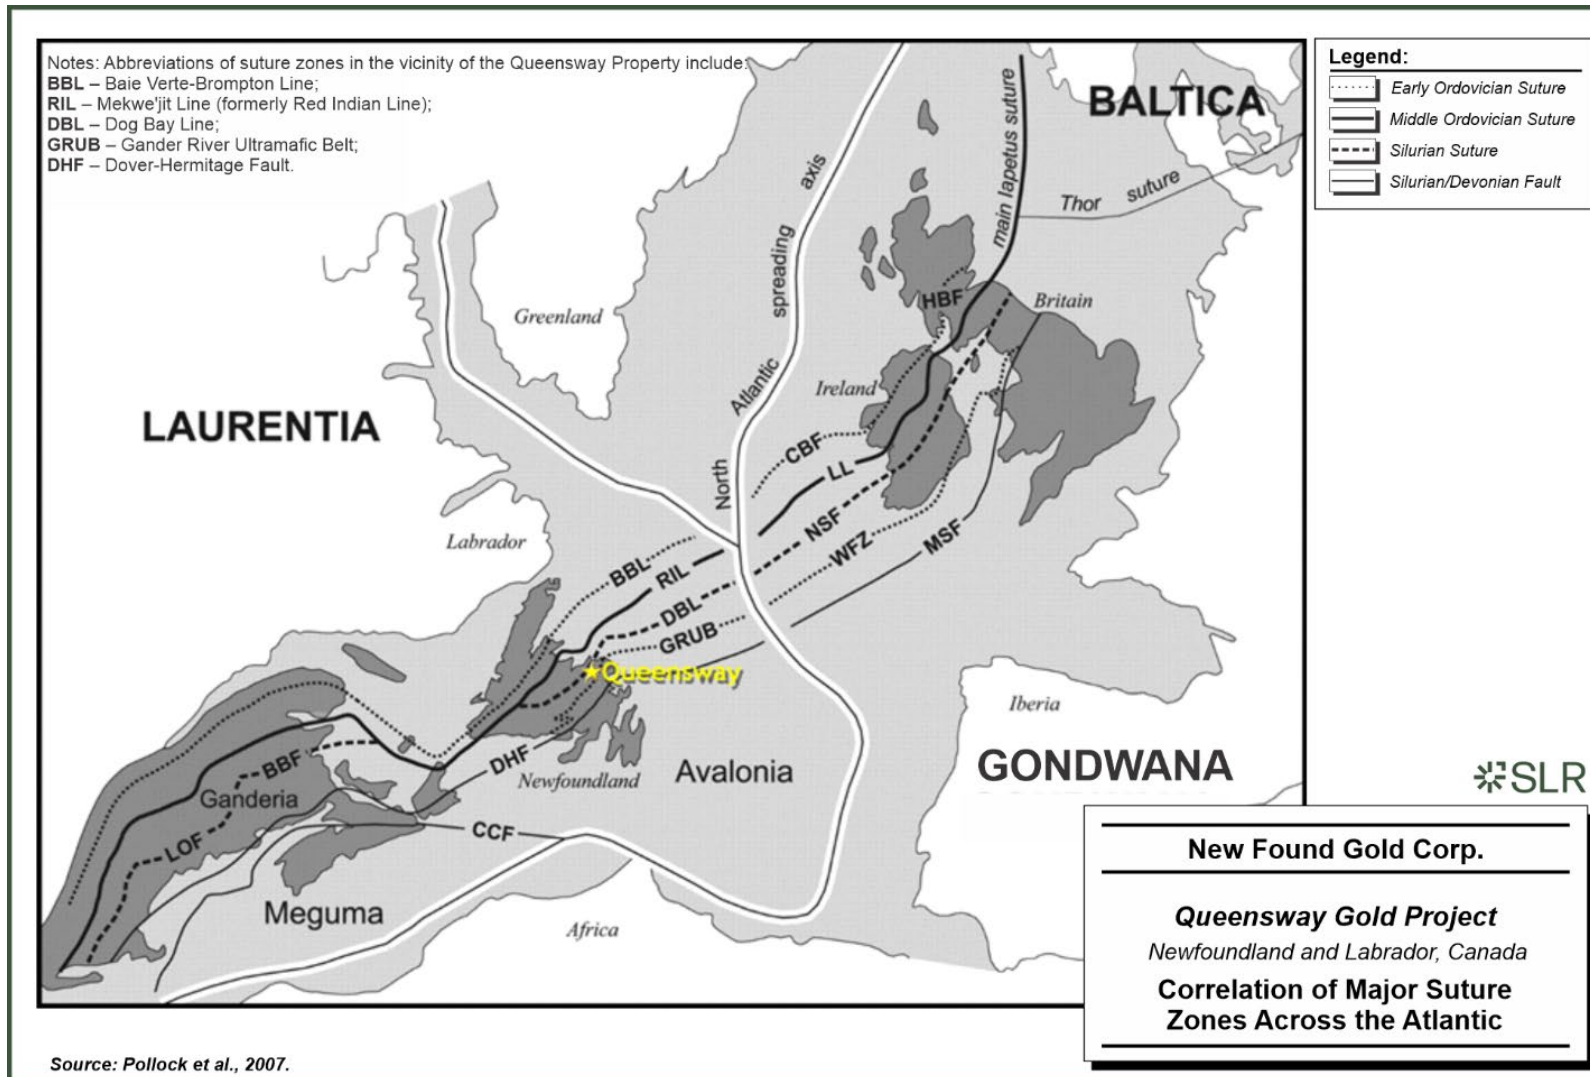 Notes: Abbreviations of suture zones in the vicinity of the Queensway Property include:
BBL – Baie Verte-Brompton Line;
RIL – Mekwe'jit Line (formerly Red Indian Line);
DBL – Dog Bay Line;
GRUB – Gander River Ultramafic Belt;
DHF – Dover-Hermitage Fault.
Legend:
Early Ordovician Suture
Middle Ordovician Suture
Silurian Suture
Silurian/Devonian Fault
BALTICA
main Iapetus suture
Thor suture
North Atlantic spreading axis
Greenland
HBF
Britain
Ireland
LAURENTIA
CBF
LL
NSF
WFZ
MSF
Labrador
BBL
RIL
DBL
GRUB
Queensway
Iberia
GONDWANA
DHF
Newfoundland
Avalonia
BBF
Ganderia
LOF
CCF
Meguma
Africa
SLR
New Found Gold Corp.
Queensway Gold Project
Newfoundland and Labrador, Canada
Correlation of Major Suture
Zones Across the Atlantic
Source: Pollock et al., 2007.